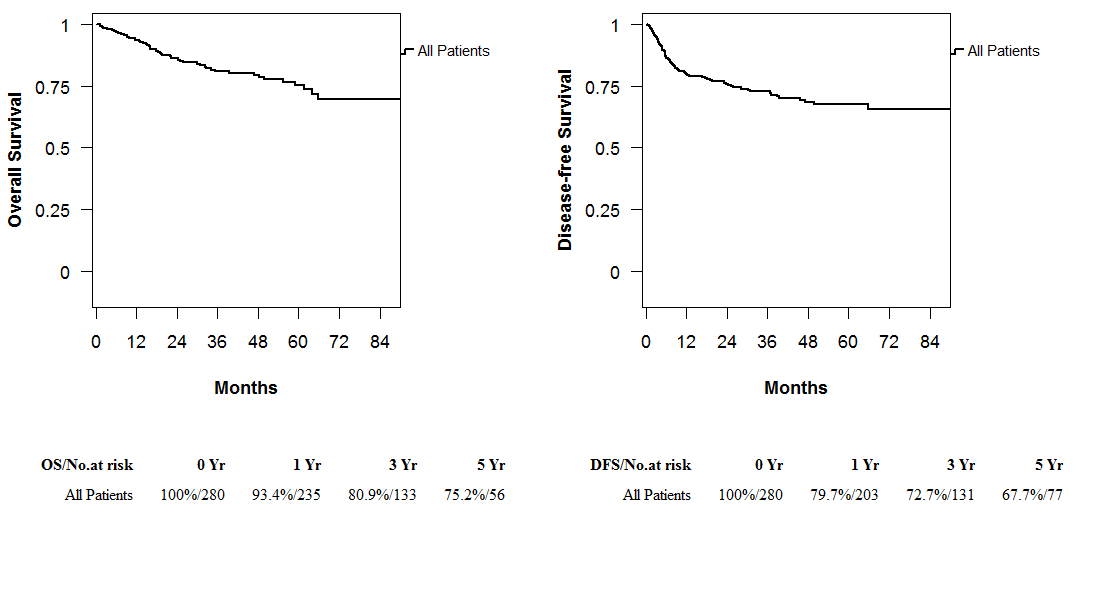 Overall Survival
1
0.75
0.5
0.25
0
0 12 24 36 48 60 72 84
Months
All Patients
OS/No.at risk 0 Yr 1 Yr 3 Yr 5 Yr
All Patients 100%/280 93.4%/235 80.9%/133 75.2%/56
Disease-free Survival
1
0.75
0.5
0.25
0
0 12 24 36 48 60 72 84
Months
All Patients
DFS/No.at risk 0 Yr 1 Yr 3 Yr 5 Yr
All Patients 100%/280 79.7%/203 72.7%/131 67.7%/77